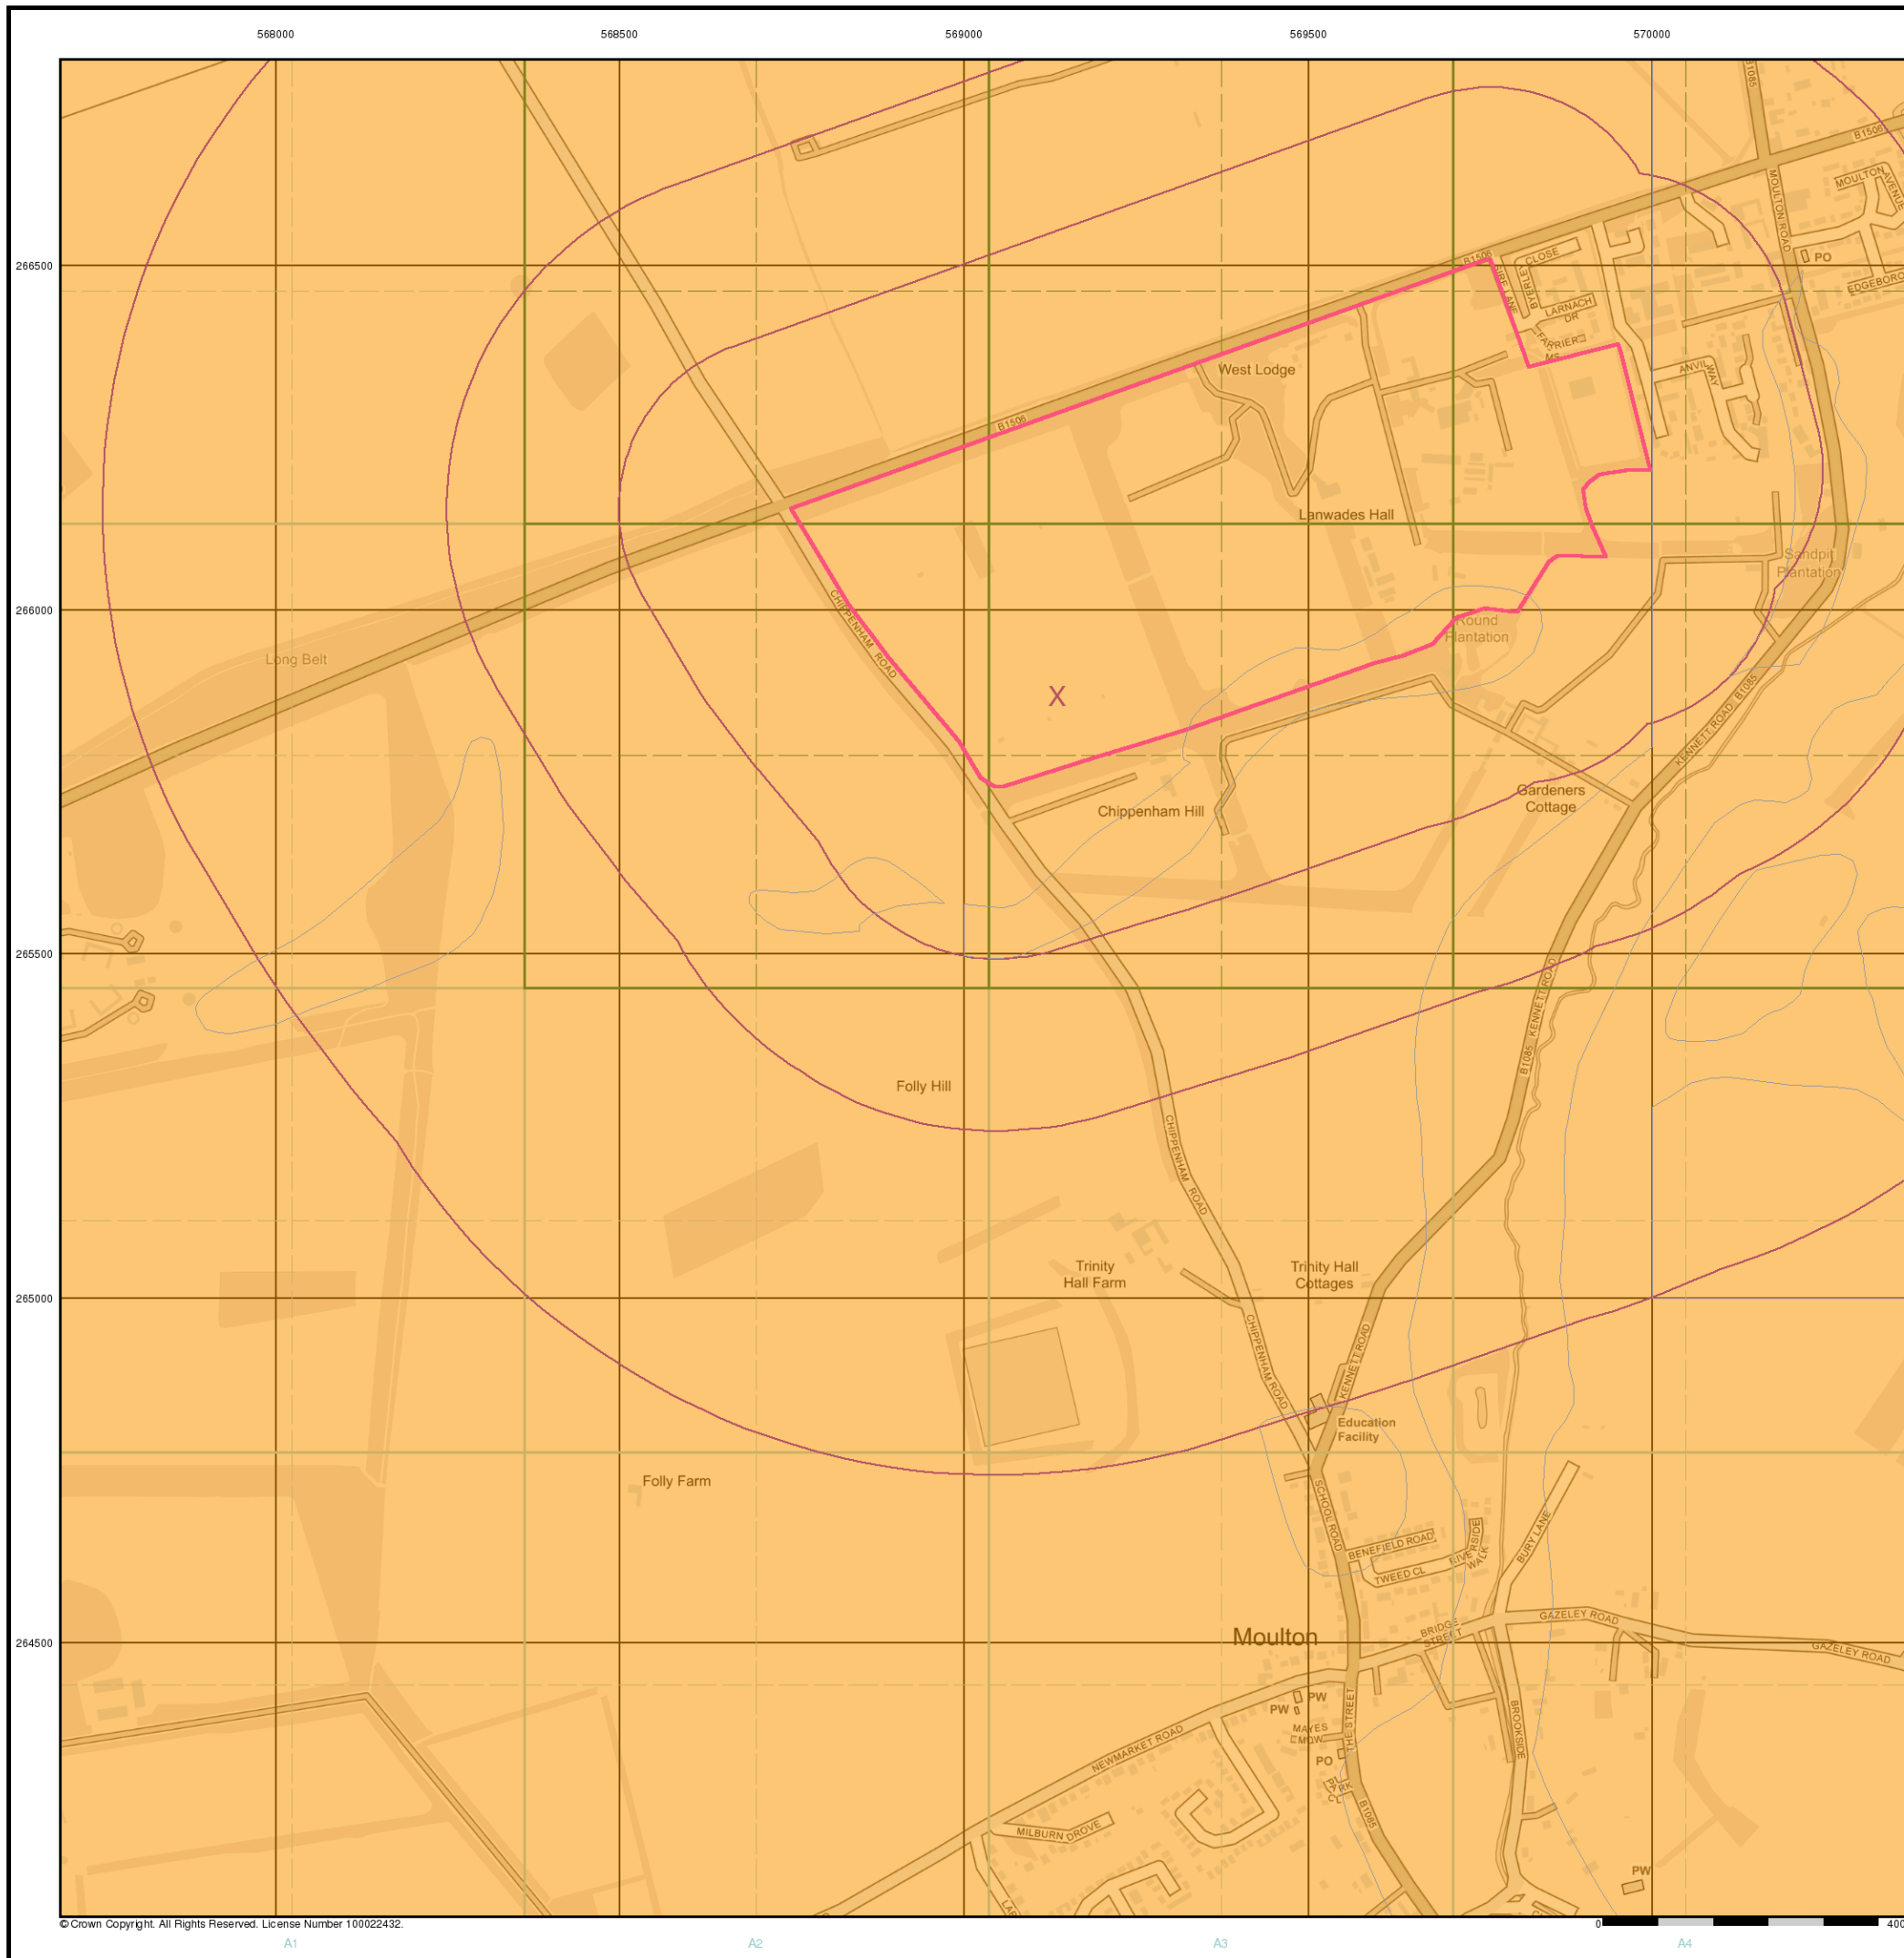 568000
568500
569000
569500
570000
B1085
B1506
MOULTON AVENUE
MOULTON ROAD
266500
B1506
CLOSE
PO
BYERLEY
EDGEBORO
LARNACH
DR
FARRIER
MS
West Lodge
ANVIL WAY
B1506
Lanwades Hall
Sandpit
Plantation
266000
CHIPPENHAM ROAD
Round
Plantation
Long Belt
X
KENNETT ROAD B1085
Gardeners
Cottage
Chippenham Hill
265500
B1085 KENNETT ROAD
Folly Hill
CHIPPENHAM ROAD
Trinity
Hall Farm
Trinity Hall
Cottages
265000
CHIPPENHAM ROAD
KENNETT ROAD
Education
Facility
Folly Farm
SCHOOL ROAD
BENEFIELD ROAD
RIVERSIDE
WALK
BURY LANE
TWEED CL
GAZELEY ROAD
BRIDGE
STREET
Moulton
264500
GAZELEY ROAD
PW
PW
THE STREET
BROOKSIDE
MAYES
NEWMARKET ROAD
PO
PARK
CL
B1085
MILBURN DROVE
PW
© Crown Copyright. All Rights Reserved. License Number 100022432.
0
400
A1
A2
A3
A4